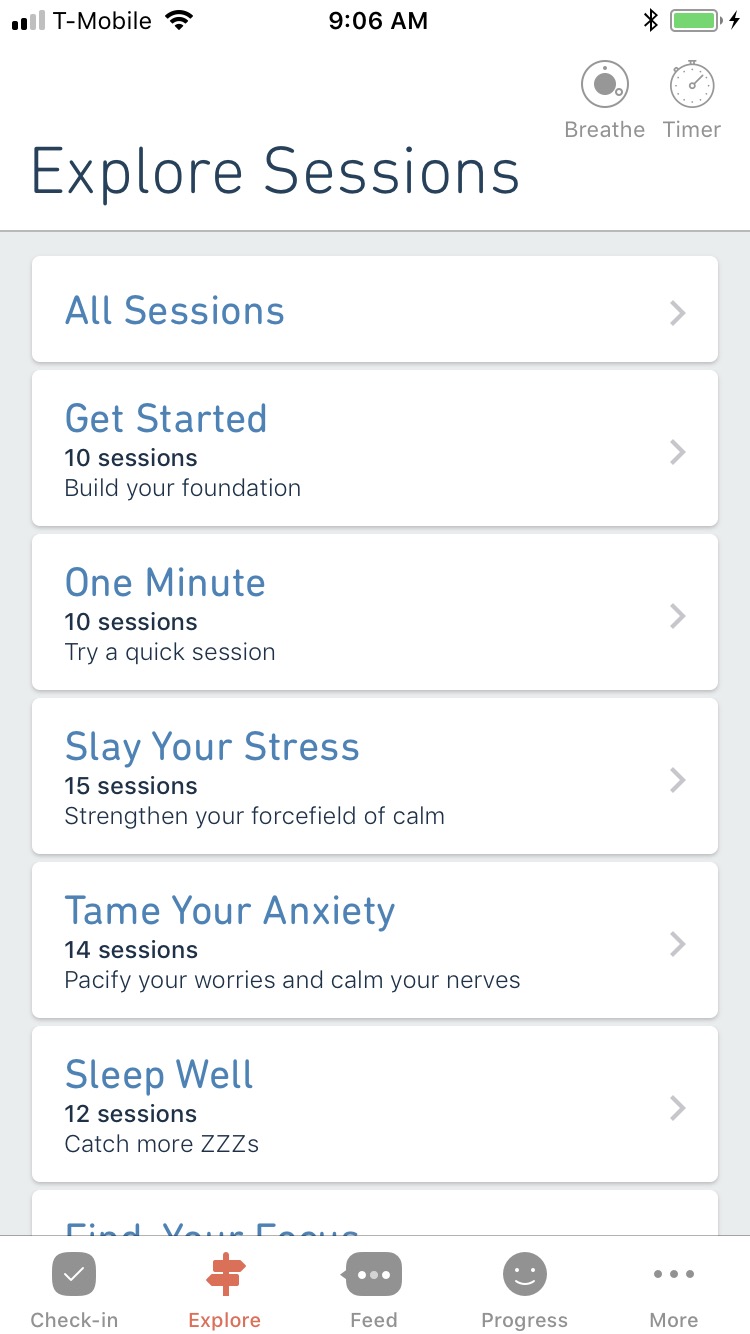 T-Mobile 9:06 AM
Breathe Timer
Explore Sessions
All Sessions
Get Started
10 sessions
Build your foundation
One Minute
10 sessions
Try a quick session
Slay Your Stress
15 sessions
Strengthen your forcefield of calm
Tame Your Anxiety
14 sessions
Pacify your worries and calm your nerves
Sleep Well
12 sessions
Catch more ZZZs
Find Your Focus
Check-in Explore Feed Progress More